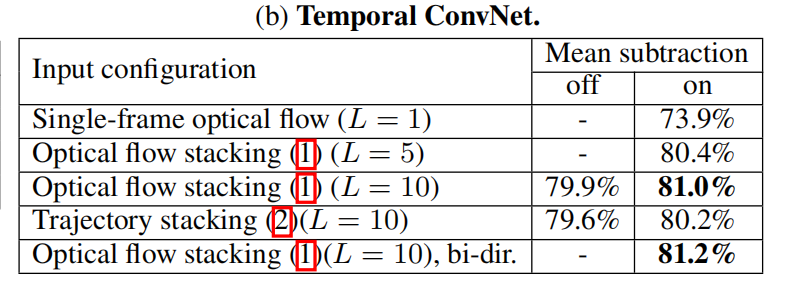 (b) Temporal ConvNet.
Input configuration Mean subtraction
off on
Single-frame optical flow (L = 1) - 73.9%
Optical flow stacking (1) (L = 5) - 80.4%
Optical flow stacking (1) (L = 10) 79.9% 81.0%
Trajectory stacking (2)(L = 10) 79.6% 80.2%
Optical flow stacking (1)(L = 10), bi-dir. - 81.2%